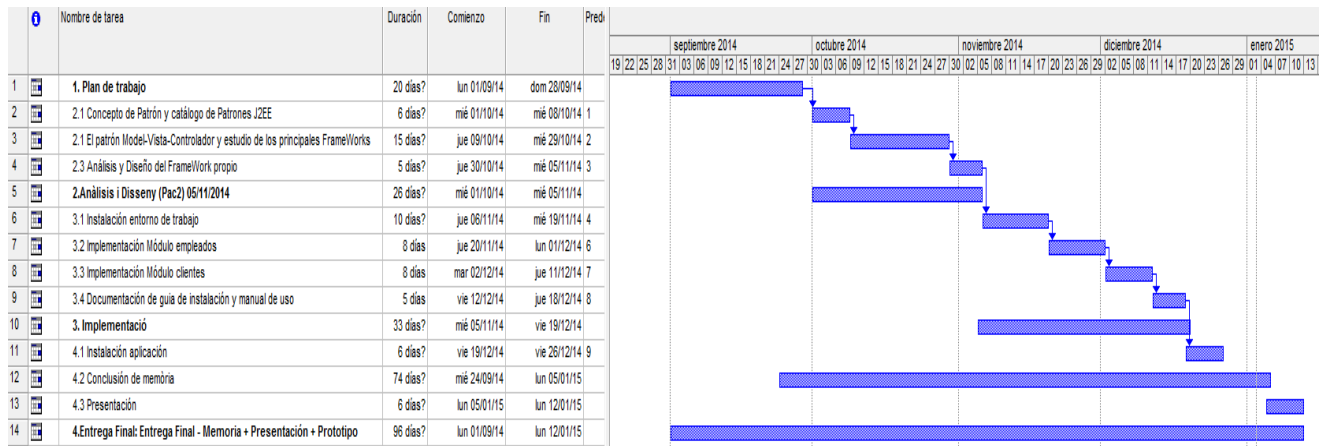 Nombre de tarea Duración Comienzo Fin Pred
septiembre 2014 octubre 2014 noviembre 2014 diciembre 2014 enero 2015
19 22 25 28 31 03 06 09 12 15 18 21 24 27 30 03 06 09 12 15 18 21 24 27 30 02 05 08 11 14 17 20 23 26 29 02 05 08 11 14 17 20 23 26 29 01 04 07 10 13
1 1. Plan de trabajo 20 días? lun 01/09/14 dom 28/09/14
2 2.1 Concepto de Patrón y catálogo de Patrones J2EE 6 días? mié 01/10/14 mié 08/10/14 1
3 2.1 El patrón Model-Vista-Controlador y estudio de los principales FrameWorks 15 días? jue 09/10/14 mié 29/10/14 2
4 2.3 Análisis y Diseño del FrameWork propio 5 días? jue 30/10/14 mié 05/11/14 3
5 2.Anàlisis i Disseny (Pac2) 05/11/2014 26 días? mié 01/10/14 mié 05/11/14
6 3.1 Instalación entorno de trabajo 10 días? jue 06/11/14 mié 19/11/14 4
7 3.2 Implementación Módulo empleados 8 días jue 20/11/14 lun 01/12/14 6
8 3.3 Implementación Módulo clientes 8 días mar 02/12/14 jue 11/12/14 7
9 3.4 Documentación de guia de instalación y manual de uso 5 días vie 12/12/14 jue 18/12/14 8
10 3. Implementació 33 días? mié 05/11/14 vie 19/12/14
11 4.1 Instalación aplicación 6 días? vie 19/12/14 vie 26/12/14 9
12 4.2 Conclusión de memòria 74 días? mié 24/09/14 lun 05/01/15
13 4.3 Presentación 6 días? lun 05/01/15 lun 12/01/15
14 4.Entrega Final: Entrega Final - Memoria + Presentación + Prototipo 96 días? lun 01/09/14 lun 12/01/15